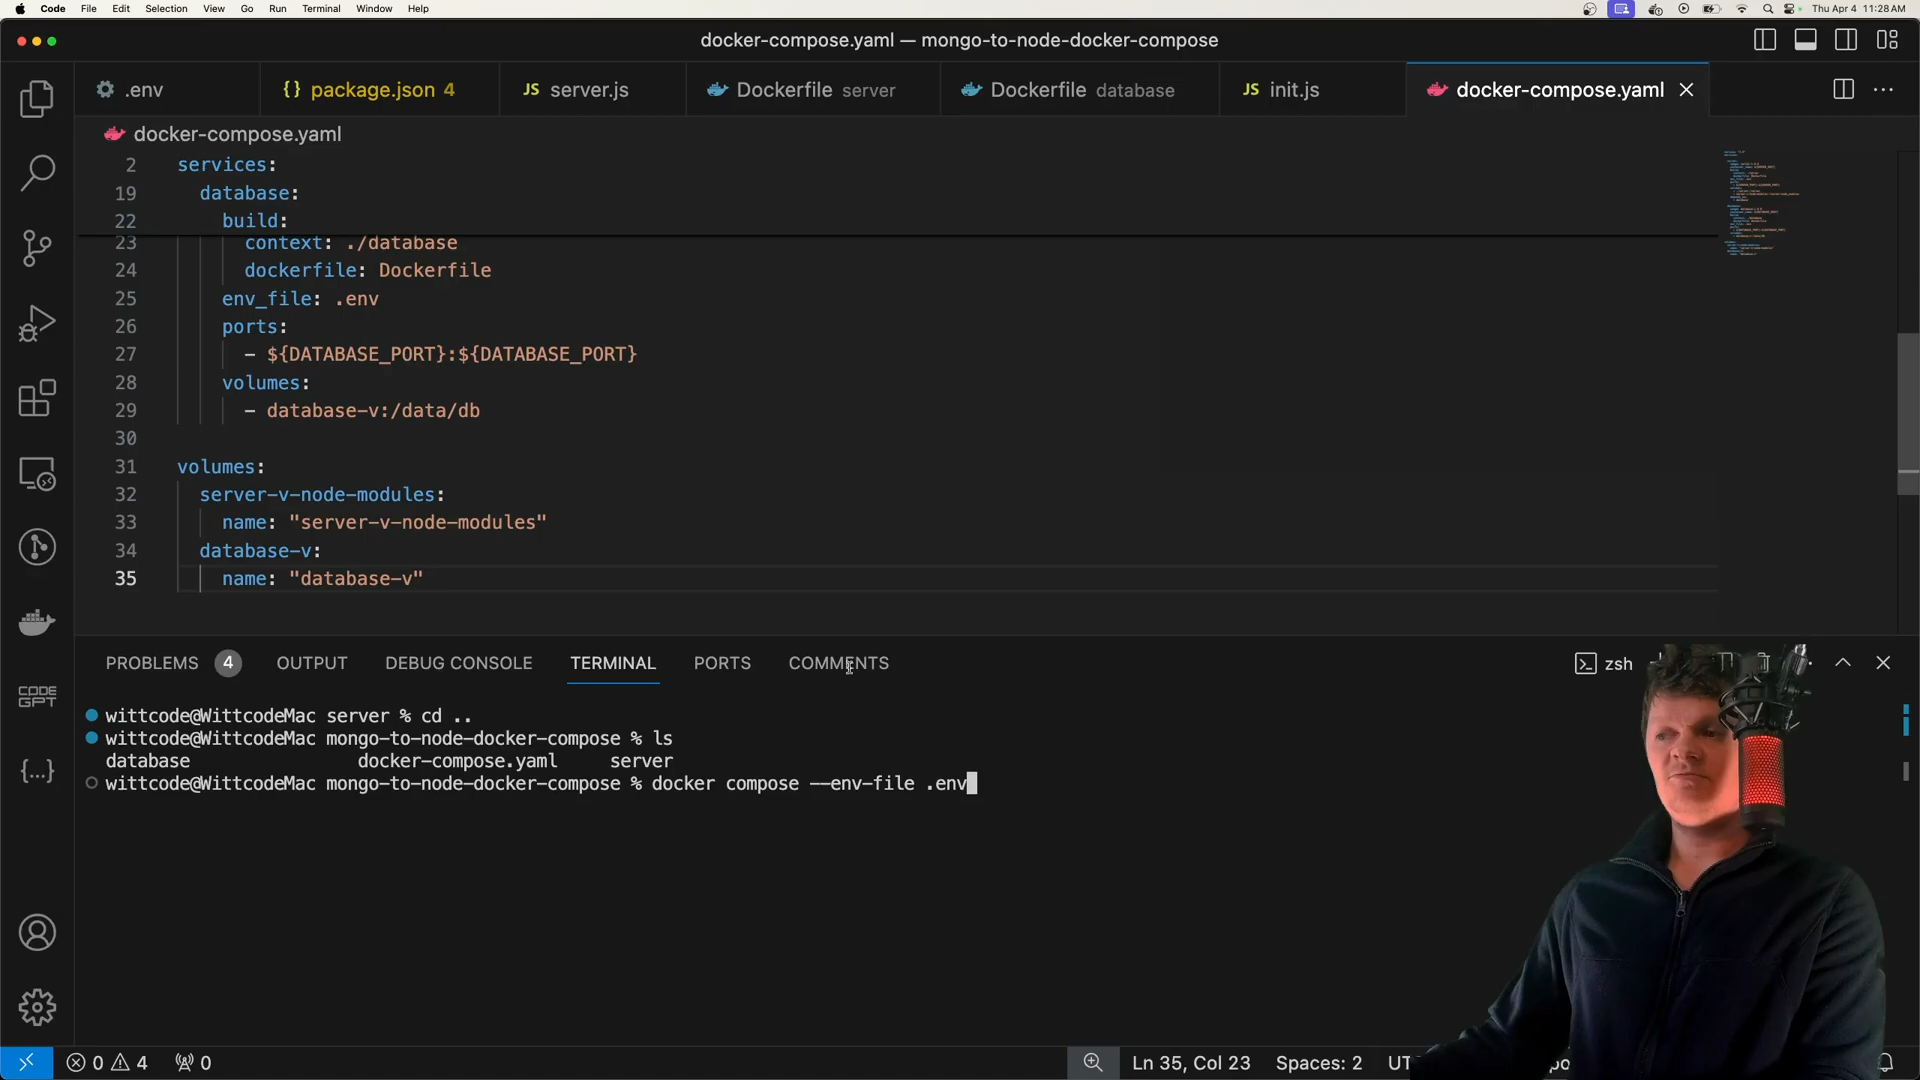 Code File Edit Selection View Go Run Terminal Window Help Thu Apr 4 11:28 AM
docker-compose.yaml — mongo-to-node-docker-compose
.env {} package.json 4 JS server.js Dockerfile server Dockerfile database JS init.js docker-compose.yaml
docker-compose.yaml
2 services:
19 database:
22 build:
23 context: ./database
24 dockerfile: Dockerfile
25 env_file: .env
26 ports:
27 - ${DATABASE_PORT}:${DATABASE_PORT}
28 volumes:
29 - database-v:/data/db
30
31 volumes:
32 server-v-node-modules:
33 name: "server-v-node-modules"
34 database-v:
35 name: "database-v"
PROBLEMS 4 OUTPUT DEBUG CONSOLE TERMINAL PORTS COMMENTS zsh
wittcode@WittcodeMac server % cd ..
wittcode@WittcodeMac mongo-to-node-docker-compose % ls
database docker-compose.yaml server
wittcode@WittcodeMac mongo-to-node-docker-compose % docker compose --env-file .env
CODE
GPT
{...}
0 4 0 Ln 35, Col 23 Spaces: 2